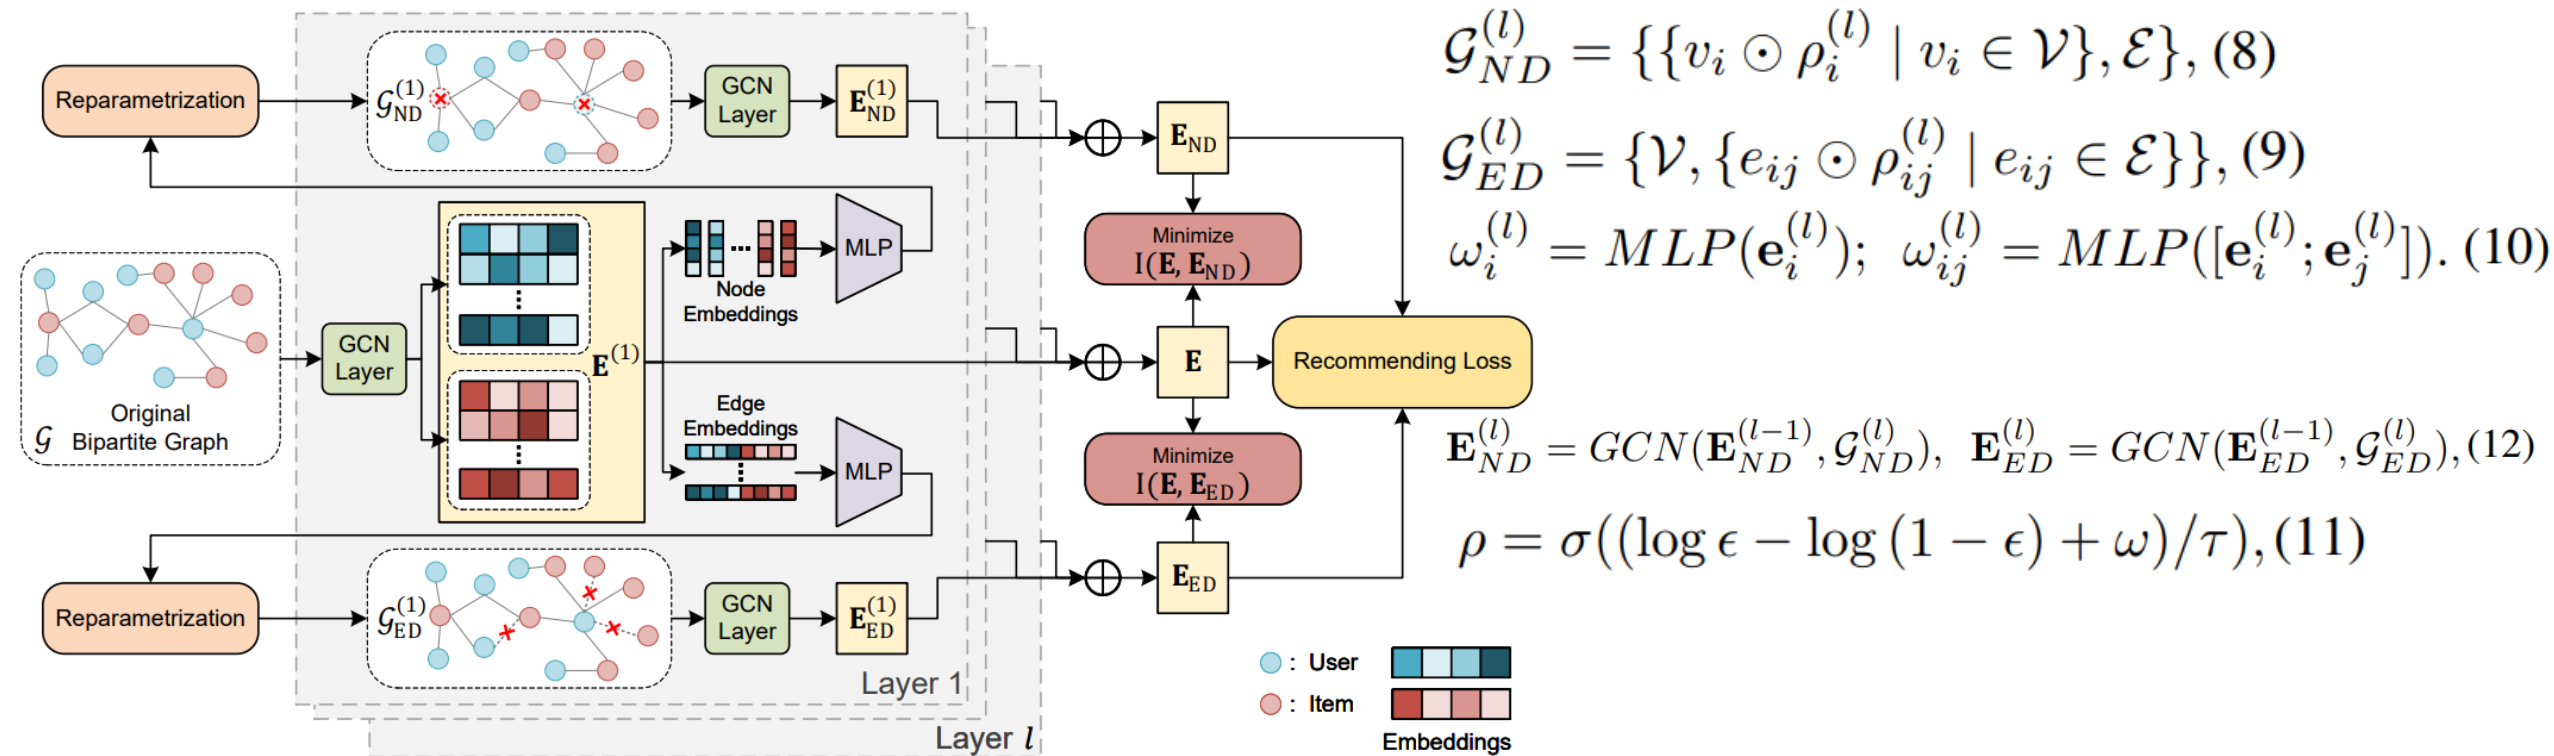 Reparametrization
𝒢_ND^(1)
GCN
Layer
E_ND^(1)
E_ND
Minimize
I(E, E_ND)
𝒢
Original
Bipartite Graph
GCN
Layer
E^(1)
Node
Embeddings
MLP
Edge
Embeddings
MLP
E
Recommending Loss
Minimize
I(E, E_ED)
Reparametrization
𝒢_ED^(1)
GCN
Layer
E_ED^(1)
E_ED
Layer 1
Layer l
: User
: Item
Embeddings
𝒢_ND^(l) = {{v_i ⊙ ρ_i^(l) | v_i ∈ 𝒱}, ℰ}, (8)
𝒢_ED^(l) = {𝒱, {e_ij ⊙ ρ_ij^(l) | e_ij ∈ ℰ}}, (9)
ω_i^(l) = MLP(e_i^(l)); ω_ij^(l) = MLP([e_i^(l); e_j^(l)]). (10)
E_ND^(l) = GCN(E_ND^(l-1), 𝒢_ND^(l)), E_ED^(l) = GCN(E_ED^(l-1), 𝒢_ED^(l)), (12)
ρ = σ((log ϵ − log (1 − ϵ) + ω)/τ), (11)